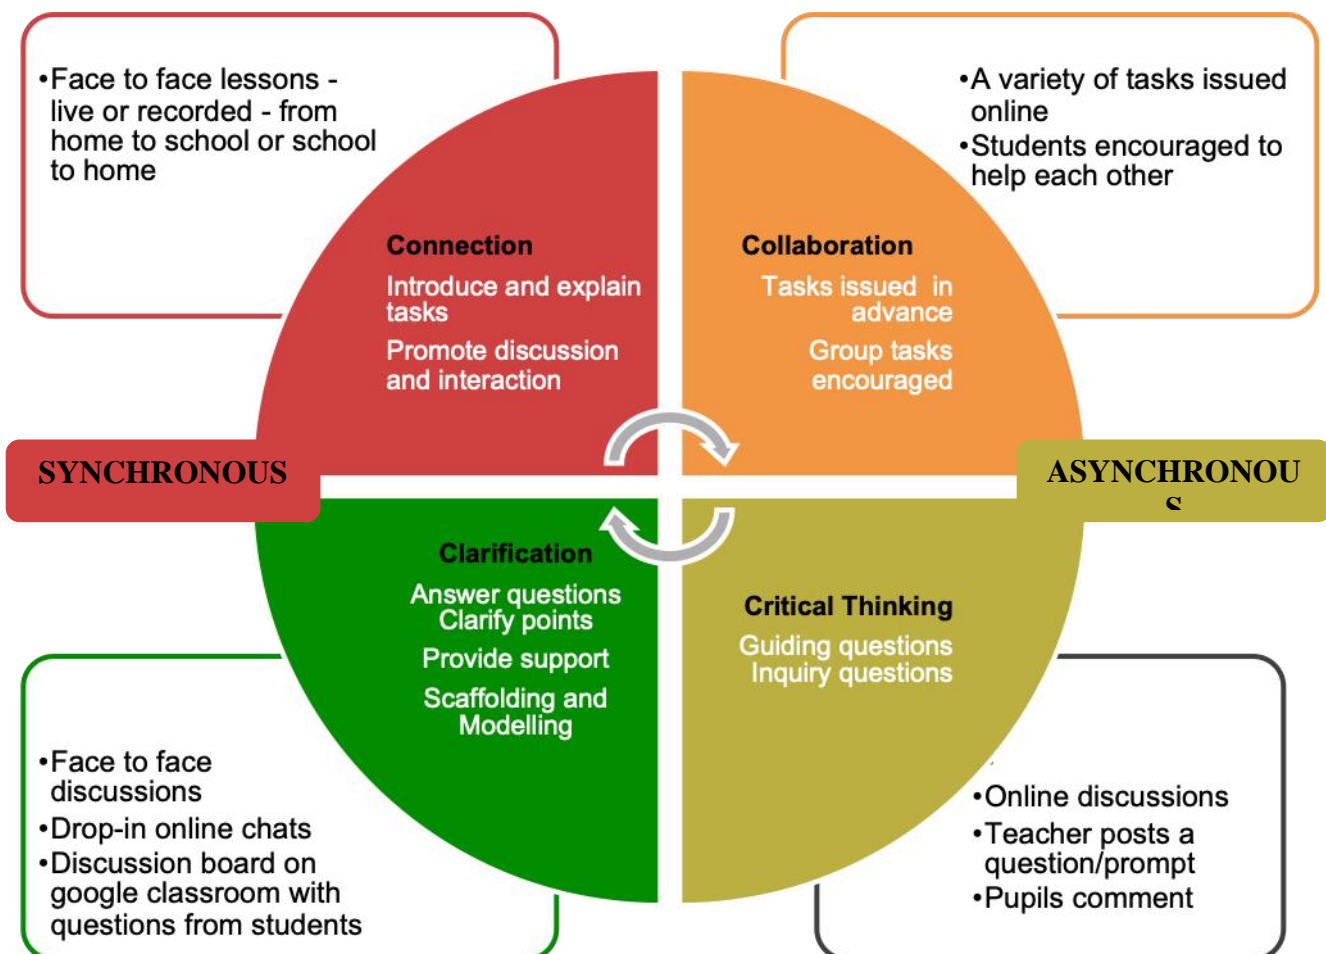 •Face to face lessons -
live or recorded - from
home to school or school
to home
•A variety of tasks issued
online
•Students encouraged to
help each other
Connection
Introduce and explain
tasks
Promote discussion
and interaction
Collaboration
Tasks issued in
advance
Group tasks
encouraged
SYNCHRONOUS
ASYNCHRONOU
S
Clarification
Answer questions
Clarify points
Provide support
Scaffolding and
Modelling
Critical Thinking
Guiding questions
Inquiry questions
•Face to face
discussions
•Drop-in online chats
•Discussion board on
google classroom with
questions from students
•Online discussions
•Teacher posts a
question/prompt
•Pupils comment